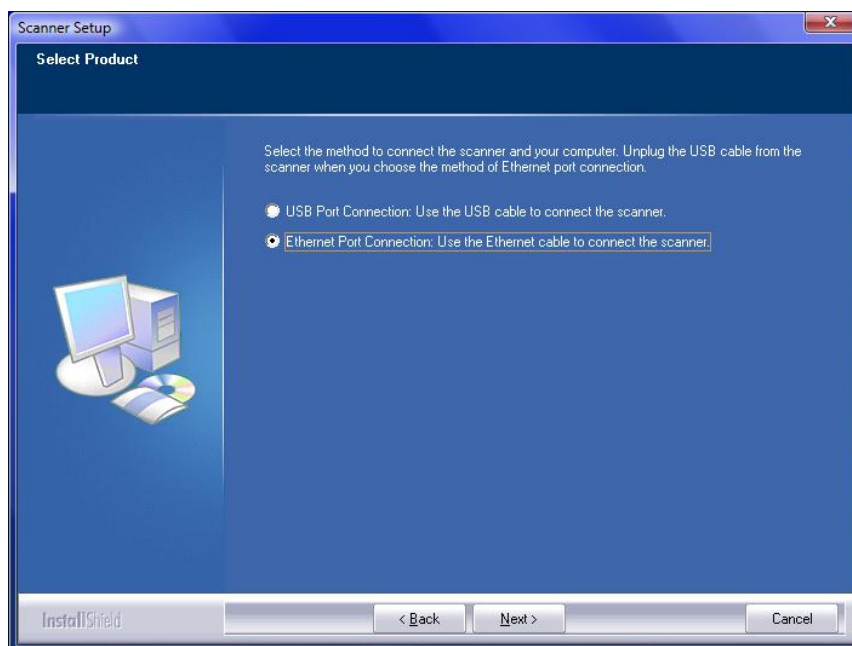 Scanner Setup
Select Product
Select the method to connect the scanner and your computer. Unplug the USB cable from the
scanner when you choose the method of Ethernet port connection.
USB Port Connection: Use the USB cable to connect the scanner.
Ethernet Port Connection: Use the Ethernet cable to connect the scanner.
InstallShield
< Back
Next >
Cancel